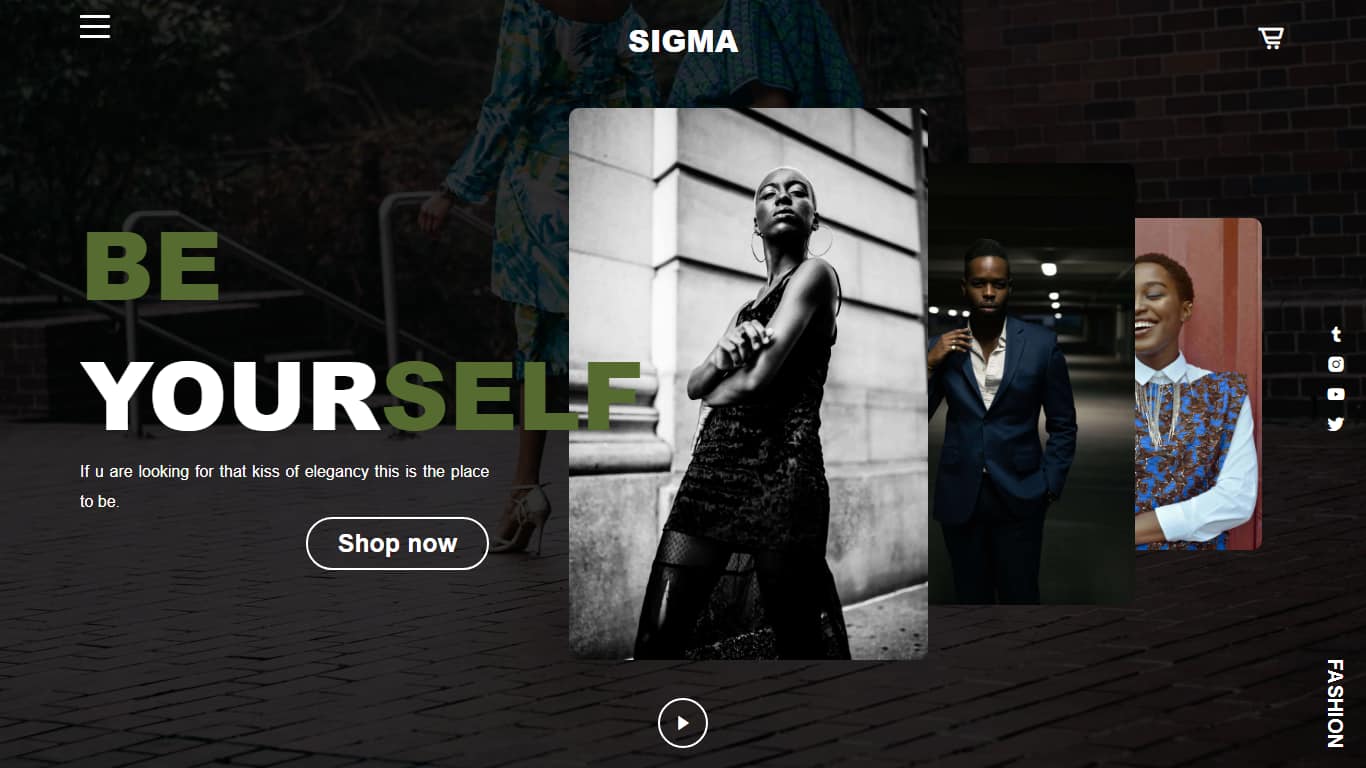 SIGMA
BE
YOURSELF
If u are looking for that kiss of elegancy this is the place
to be.
Shop now
FASHION